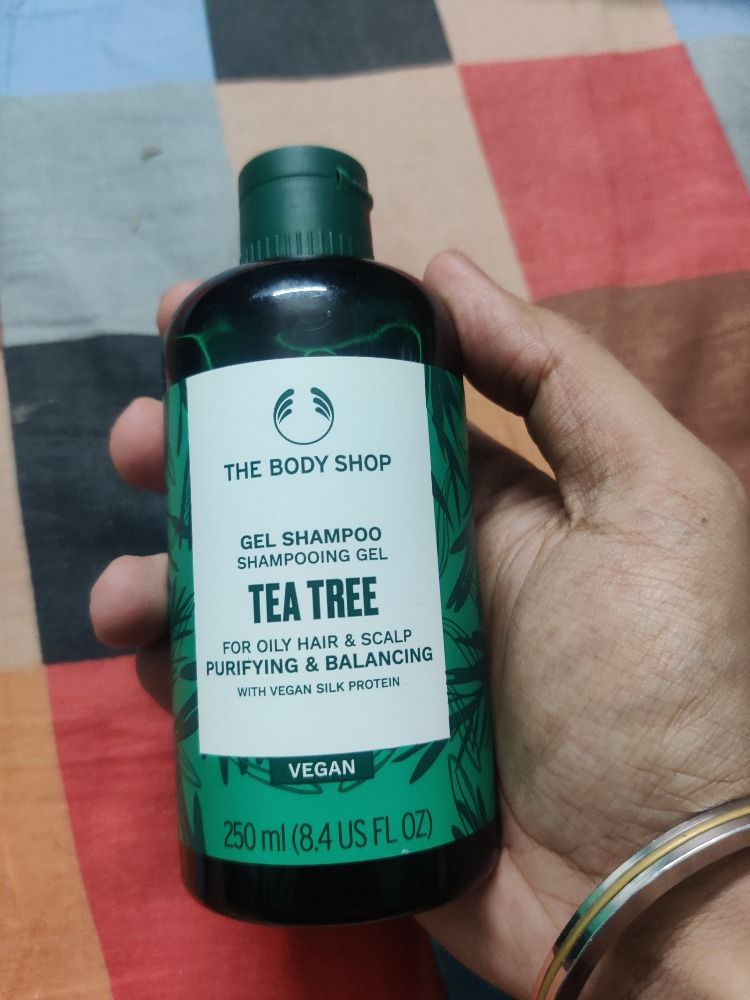 THE BODY SHOP
GEL SHAMPOO
SHAMPOOING GEL
TEA TREE
FOR OILY HAIR & SCALP
PURIFYING & BALANCING
WITH VEGAN SILK PROTEIN
VEGAN
250 ml (8.4 US FL OZ)